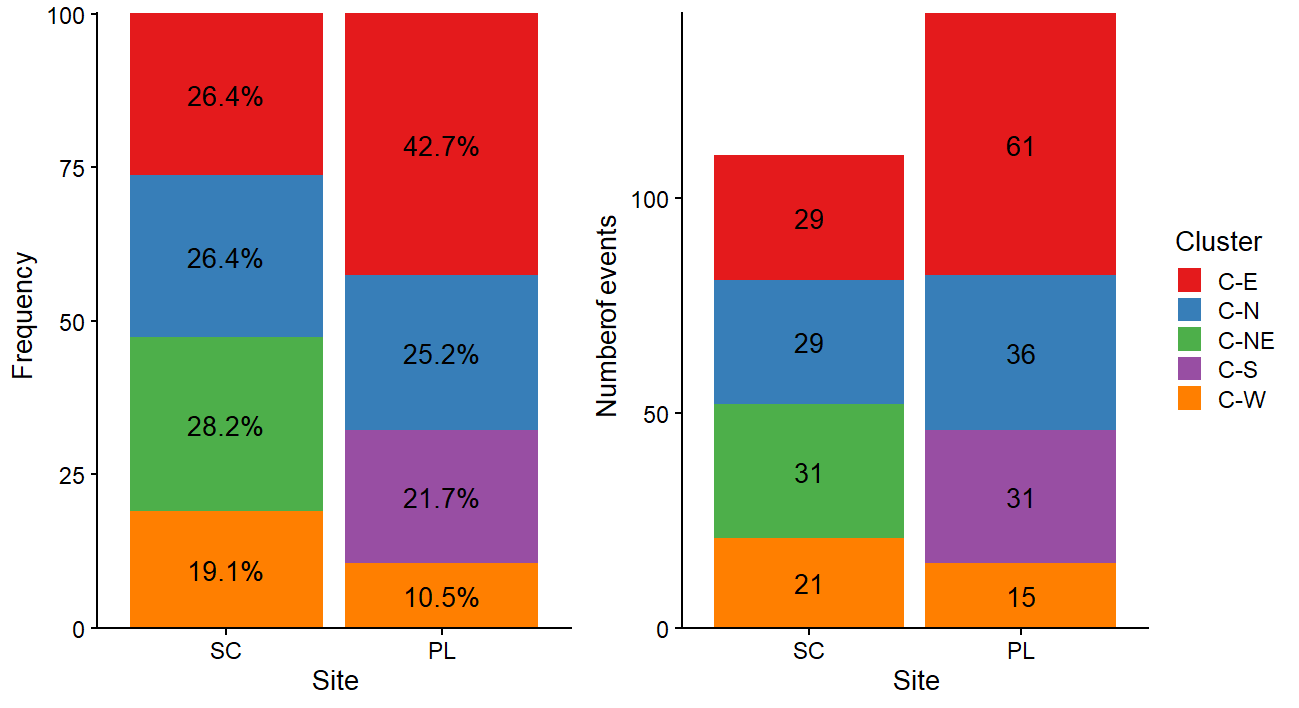 Frequency
100
75
50
25
0
26.4%
26.4%
28.2%
19.1%
42.7%
25.2%
21.7%
10.5%
SC
PL
Site
Numberof events
100
50
0
29
29
31
21
61
36
31
15
SC
PL
Site
Cluster
C-E
C-N
C-NE
C-S
C-W